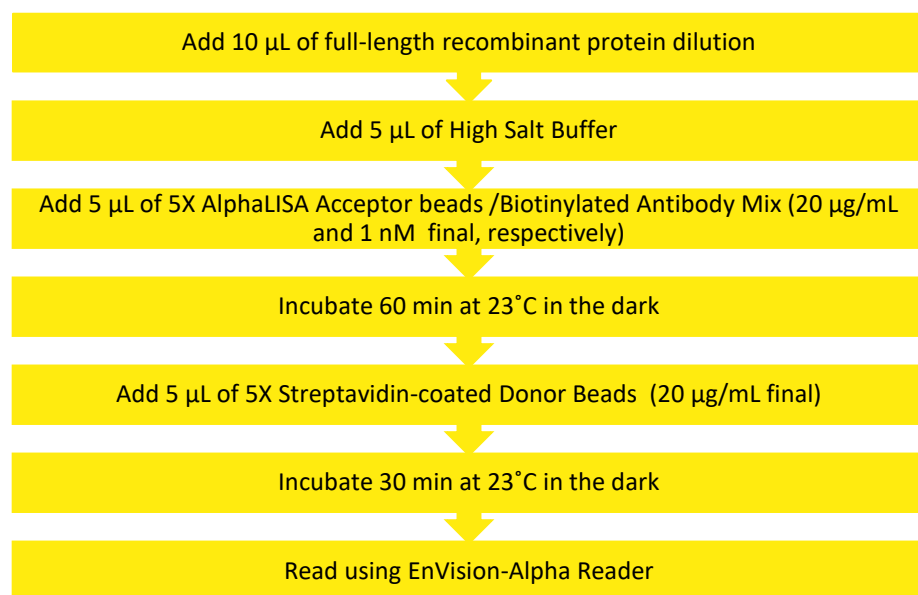 Add 10 µL of full-length recombinant protein dilution
Add 5 µL of High Salt Buffer
Add 5 µL of 5X AlphaLISA Acceptor beads /Biotinylated Antibody Mix (20 µg/mL
and 1 nM  final, respectively)
Incubate 60 min at 23˚C in the dark
Add 5 µL of 5X Streptavidin-coated Donor Beads  (20 µg/mL final)
Incubate 30 min at 23˚C in the dark
Read using EnVision-Alpha Reader